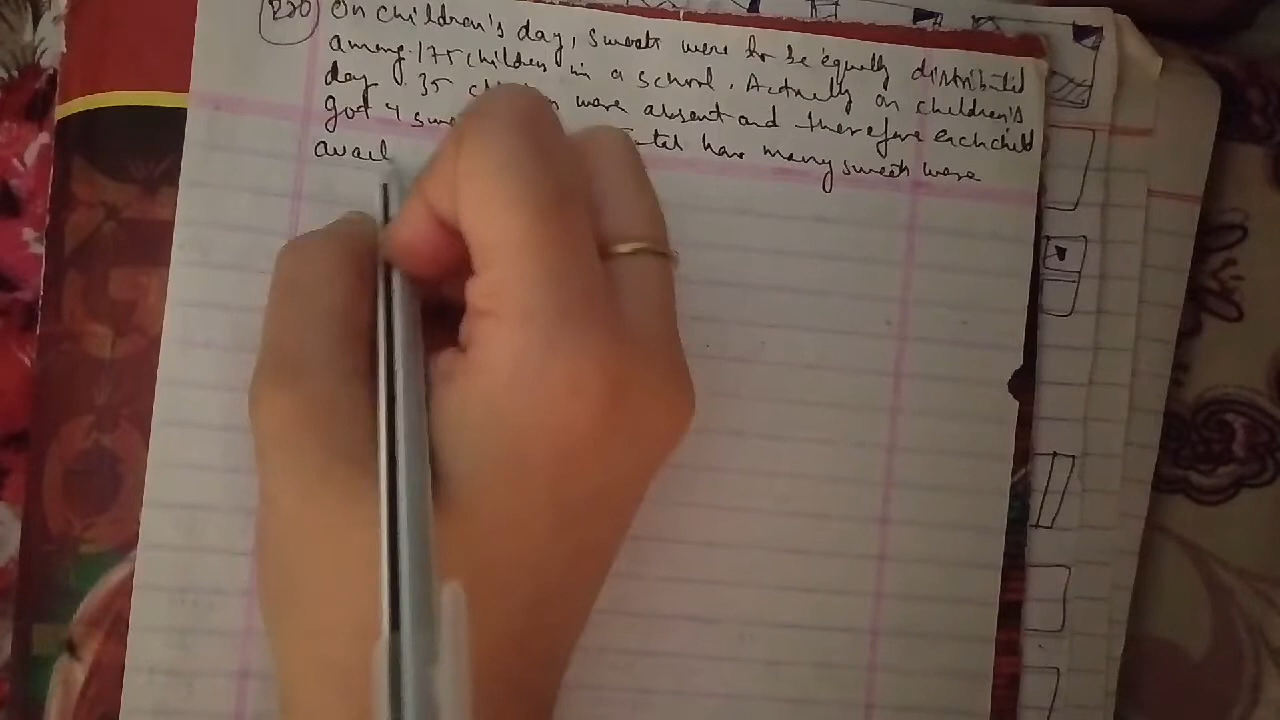 220 On children's day, sweets were to be equally distributed
among 175 children in a school. Actually on children's
day 35 were absent and therefore each child
got 4 how many sweets were
avail